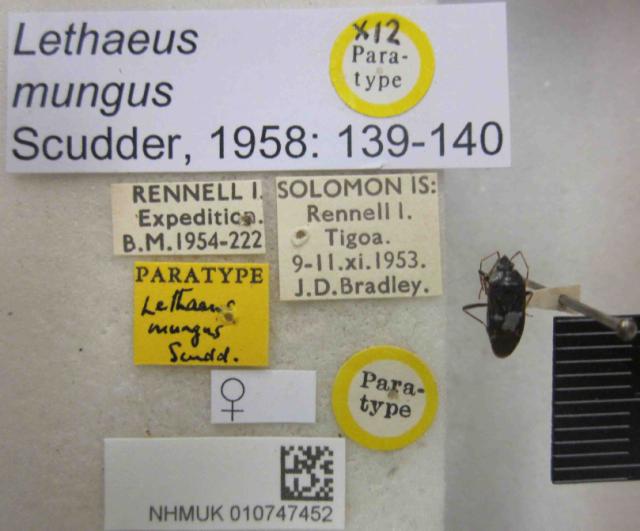 Lethaeus
mungus
Scudder, 1958: 139-140
X12
Para-
type
RENNELL I.
Expedition.
B.M.1954-222
SOLOMON IS:
Rennell I.
Tigoa.
9-11.xi.1953.
J.D.Bradley.
PARATYPE
Lethaeus
mungus
Scudd.
♀
Para-
type
NHMUK 010747452